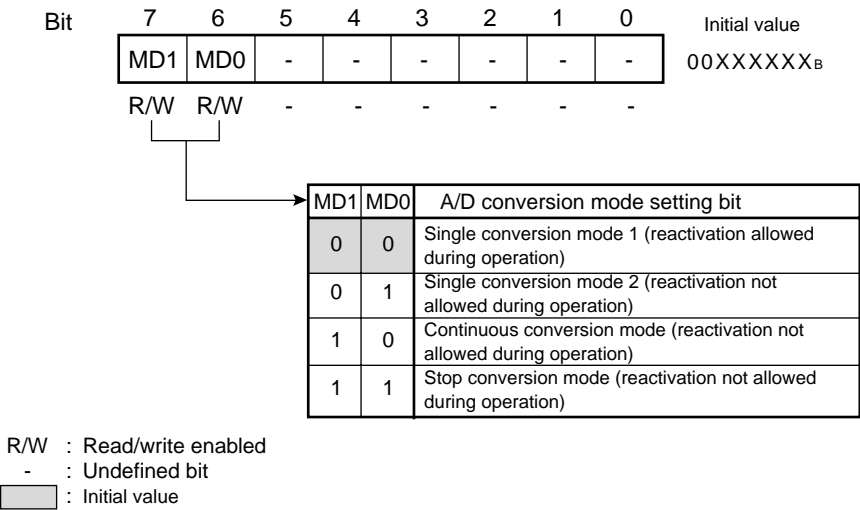 Bit 7 6 5 4 3 2 1 0 Initial value
MD1 MD0 - - - - - - 00XXXXXXB
R/W R/W - - - - - -
MD1 MD0 A/D conversion mode setting bit
0 0 Single conversion mode 1 (reactivation allowed
during operation)
0 1 Single conversion mode 2 (reactivation not
allowed during operation)
1 0 Continuous conversion mode (reactivation not
allowed during operation)
1 1 Stop conversion mode (reactivation not allowed
during operation)
R/W : Read/write enabled
- : Undefined bit
: Initial value